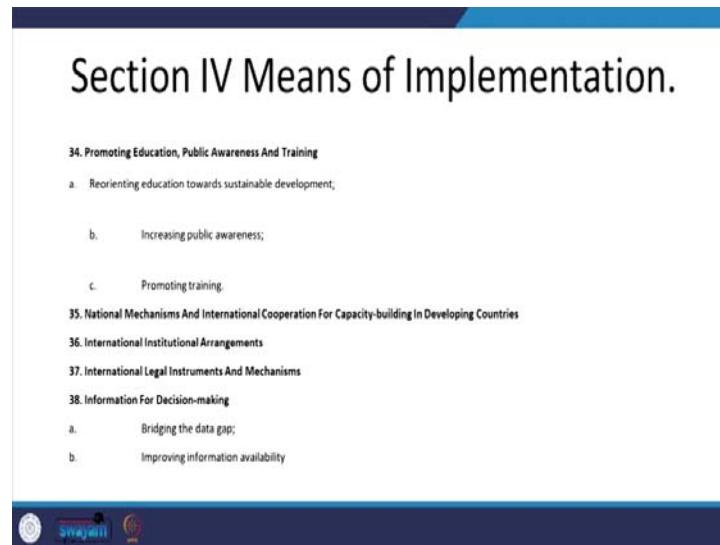 Section IV Means of Implementation.
34. Promoting Education, Public Awareness And Training
a. Reorienting education towards sustainable development;
b. Increasing public awareness;
c. Promoting training.
35. National Mechanisms And International Cooperation For Capacity-building In Developing Countries
36. International Institutional Arrangements
37. International Legal Instruments And Mechanisms
38. Information For Decision-making
a. Bridging the data gap;
b. Improving information availability
swayam